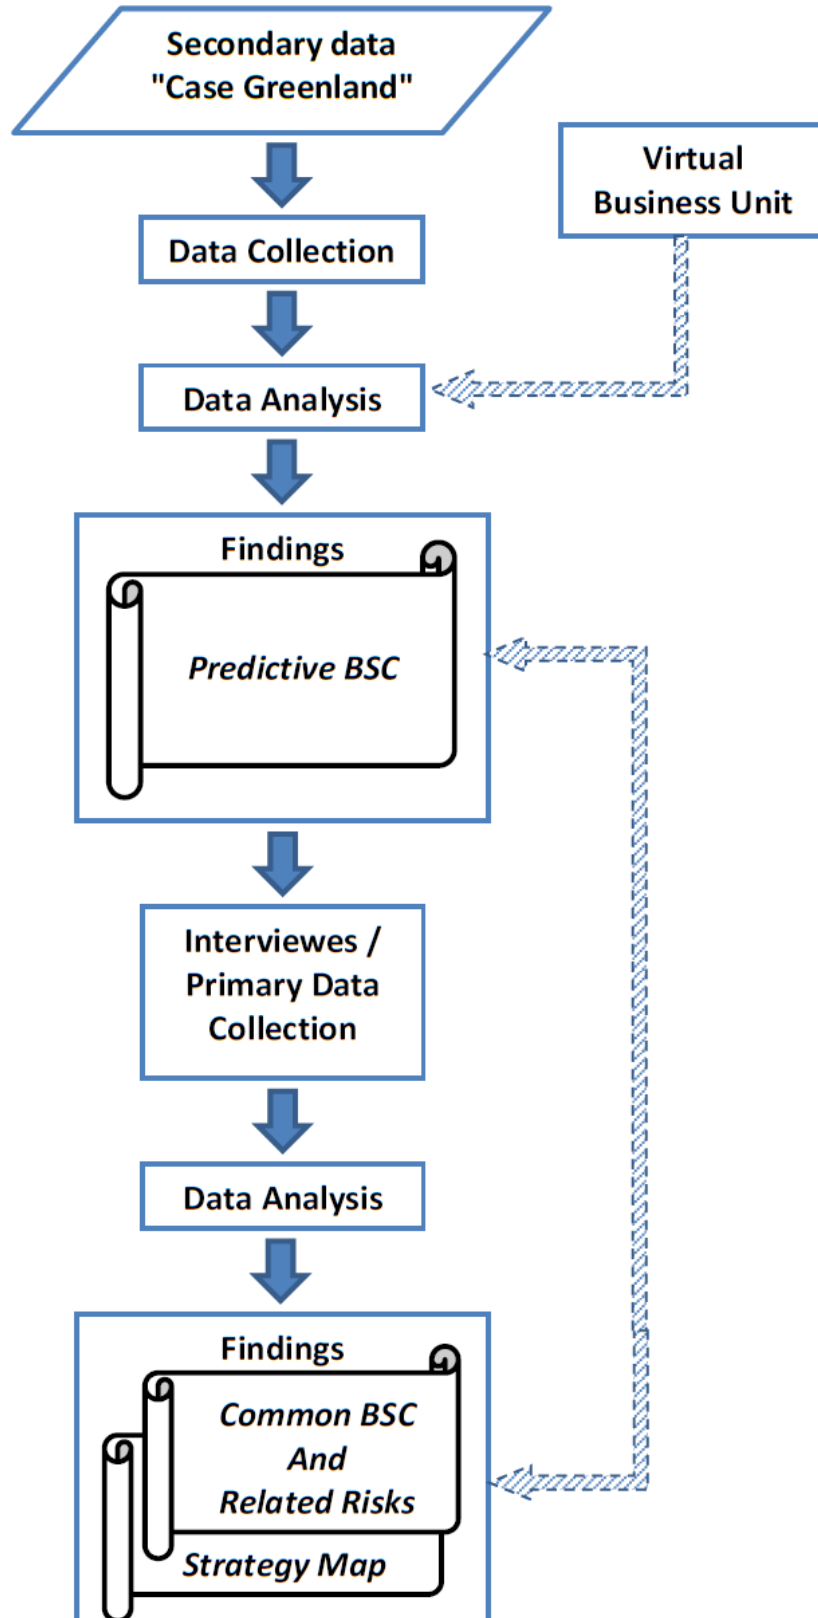 Secondary data
"Case Greenland"
Virtual
Business Unit
Data Collection
Data Analysis
Findings
Predictive BSC
Interviewes /
Primary Data
Collection
Data Analysis
Findings
Common BSC
And
Related Risks
Strategy Map